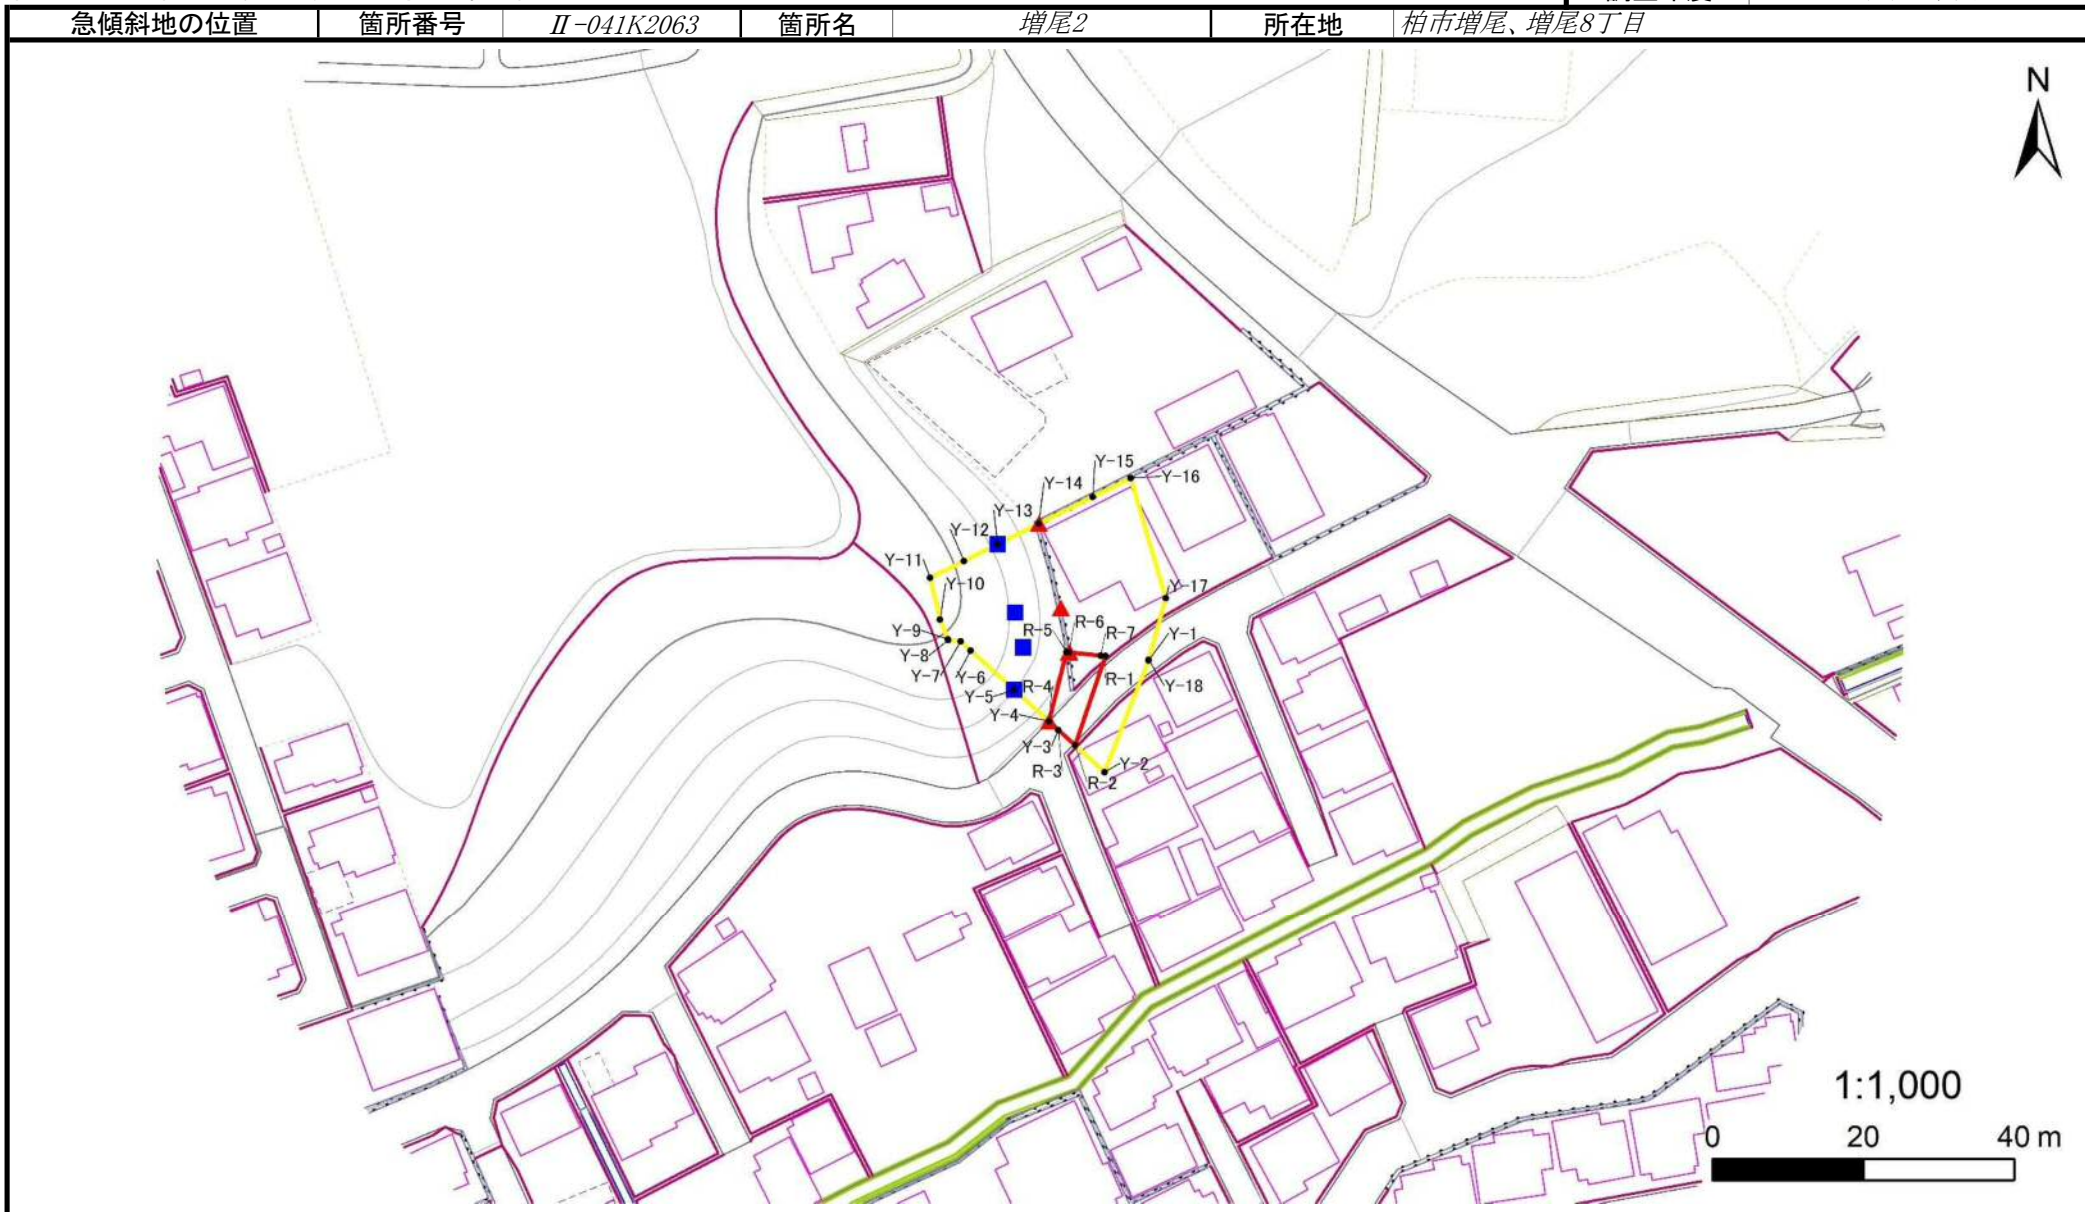 急傾斜地の位置 箇所番号 Ⅱ-041K2063 箇所名 増尾2 所在地 柏市増尾、増尾8丁目
N
Y-15
Y-14 Y-16
Y-13
Y-12
Y-11
Y-10 Y-17
Y-9 R-5 R-6
Y-8 R-7 Y-1
Y-7 Y-6 R-1
Y-5 R-4 Y-18
Y-4
Y-3
R-3 Y-2
R-2
1:1,000
0 20 40 m